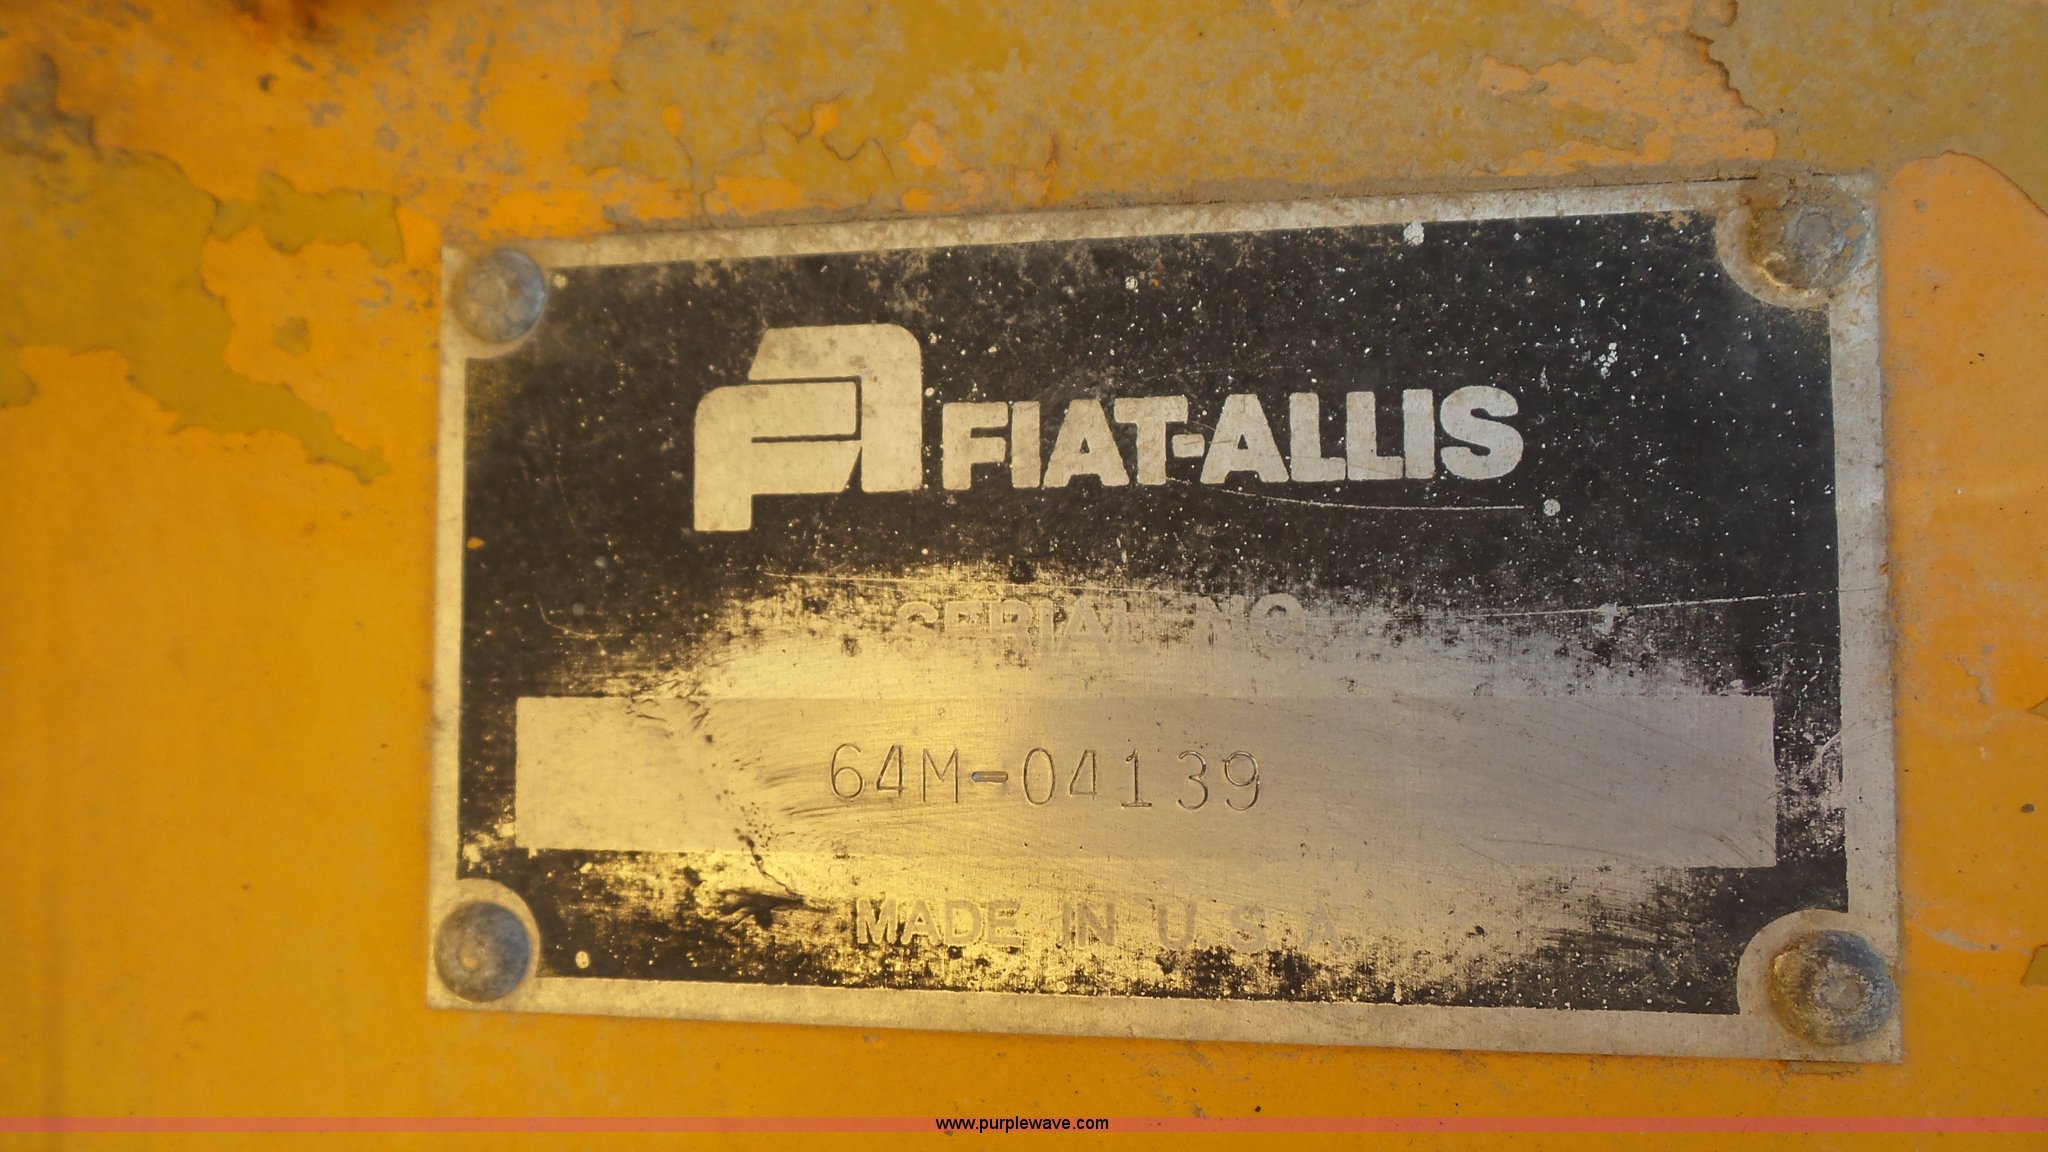 FIAT-ALLIS
SERIAL NO
64M-04139
MADE IN U.S.A.
www.purplewave.com